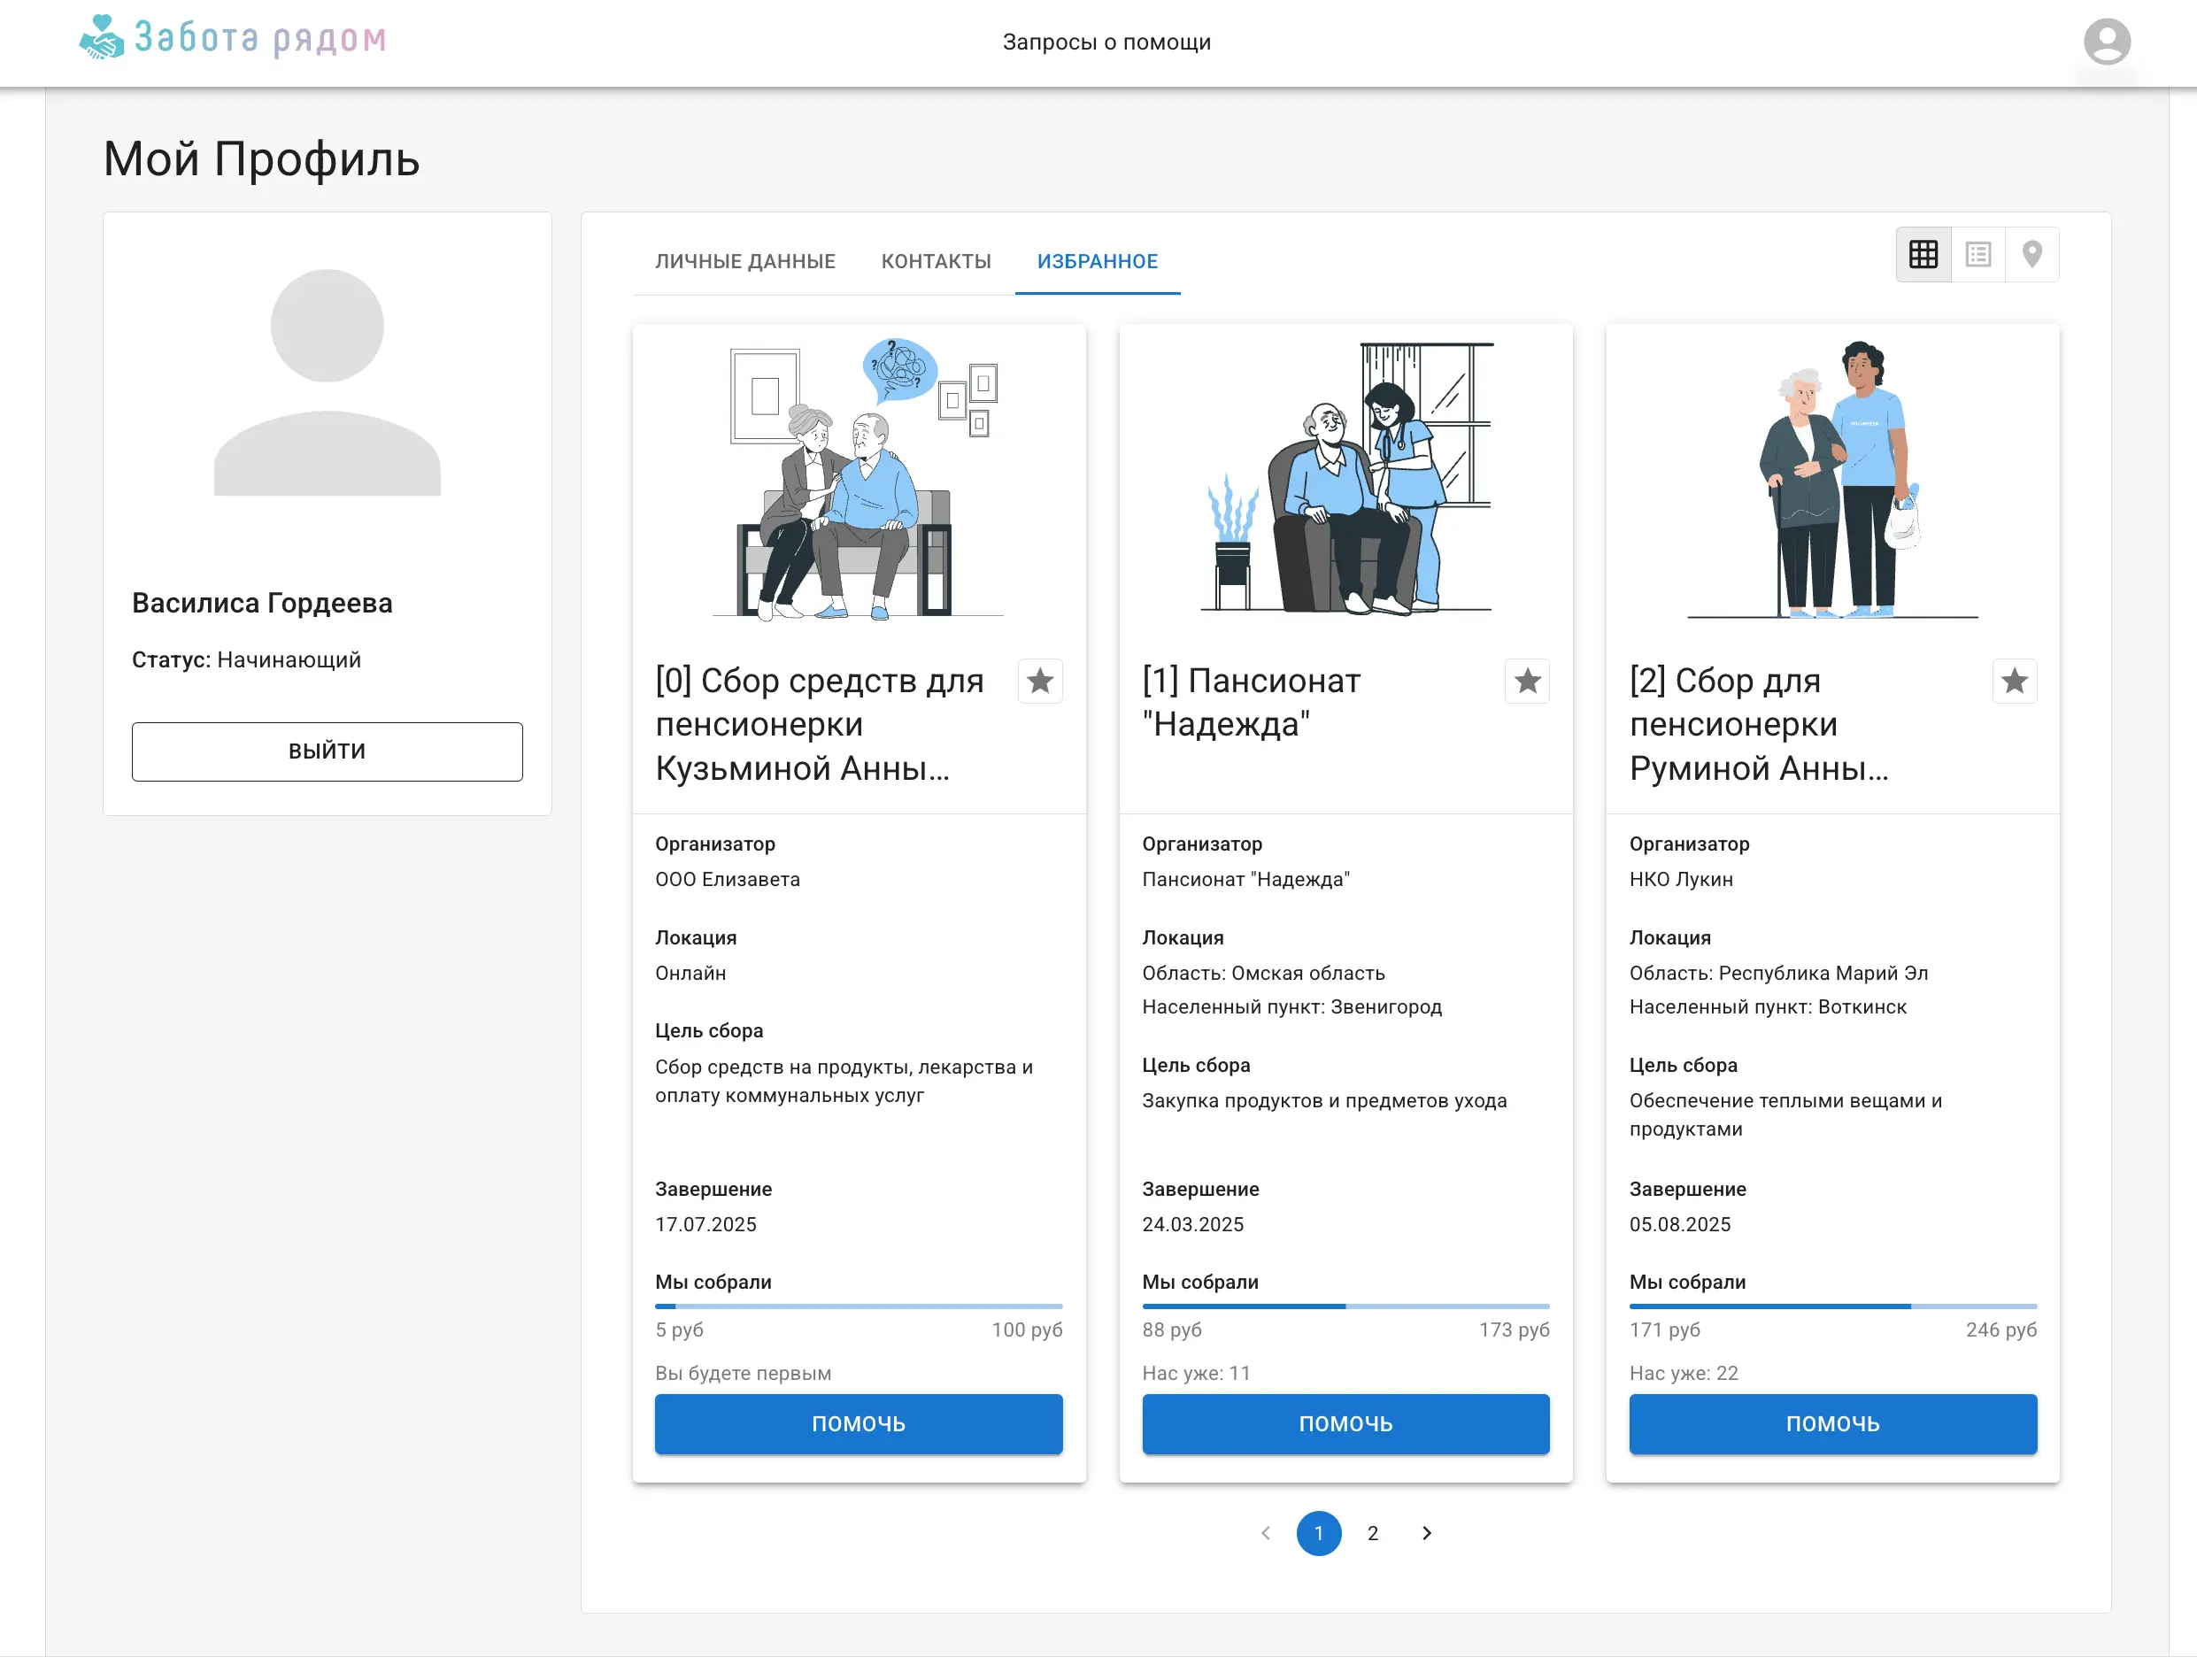 Забота рядом
Запросы о помощи
Мой Профиль
Василиса Гордеева
Статус: Начинающий
ВЫЙТИ
ЛИЧНЫЕ ДАННЫЕ
КОНТАКТЫ
ИЗБРАННОЕ
[0] Сбор средств для
пенсионерки
Кузьминой Анны...
Организатор
ООО Елизавета
Локация
Онлайн
Цель сбора
Сбор средств на продукты, лекарства и
оплату коммунальных услуг
Завершение
17.07.2025
Мы собрали
5 руб
100 руб
Вы будете первым
ПОМОЧЬ
[1] Пансионат
"Надежда"
Организатор
Пансионат "Надежда"
Локация
Область: Омская область
Населенный пункт: Звенигород
Цель сбора
Закупка продуктов и предметов ухода
Завершение
24.03.2025
Мы собрали
88 руб
173 руб
Нас уже: 11
ПОМОЧЬ
VOLUNTEER
[2] Сбор для
пенсионерки
Руминой Анны...
Организатор
НКО Лукин
Локация
Область: Республика Марий Эл
Населенный пункт: Воткинск
Цель сбора
Обеспечение теплыми вещами и
продуктами
Завершение
05.08.2025
Мы собрали
171 руб
246 руб
Нас уже: 22
ПОМОЧЬ
1
2